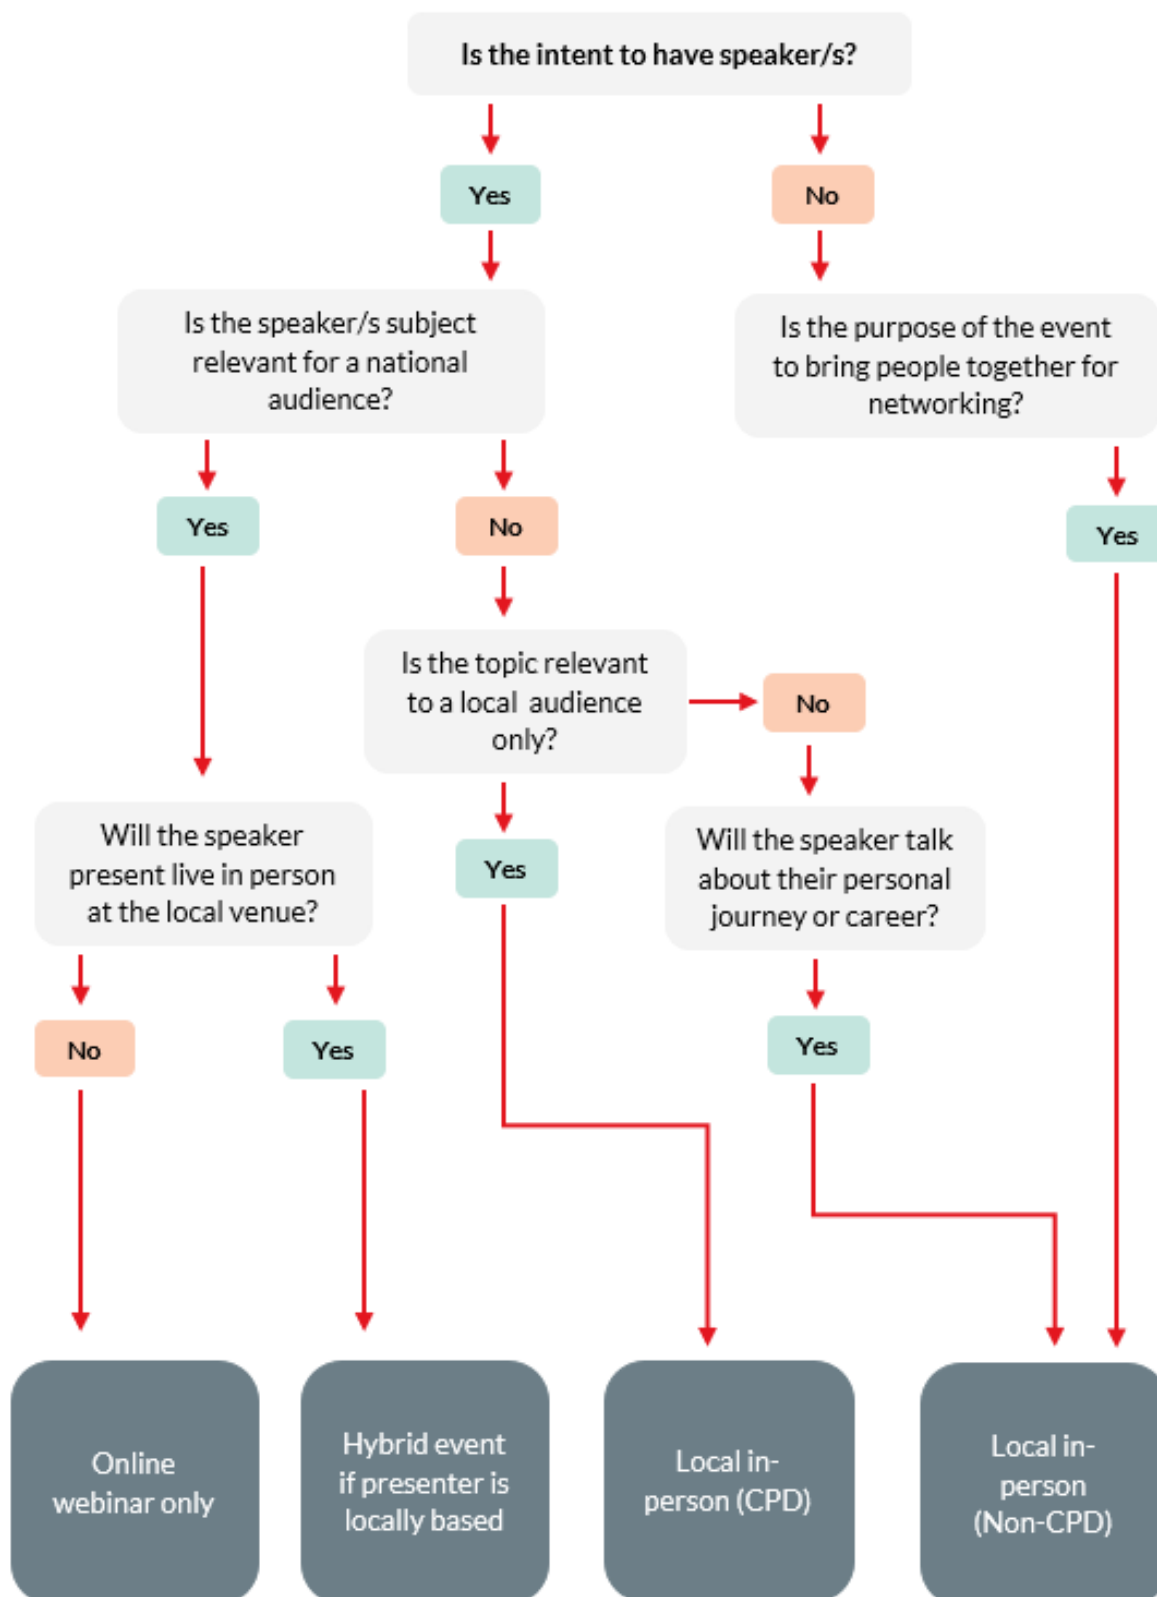 Is the intent to have speaker/s?
Yes
No
Is the speaker/s subject
relevant for a national
audience?
Is the purpose of the event
to bring people together for
networking?
Yes
No
Yes
Is the topic relevant
to a local audience
only?
No
Will the speaker
present live in person
at the local venue?
Yes
Will the speaker talk
about their personal
journey or career?
No
Yes
Yes
Online
webinar only
Hybrid event
if presenter is
locally based
Local in-
person (CPD)
Local in-
person
(Non-CPD)